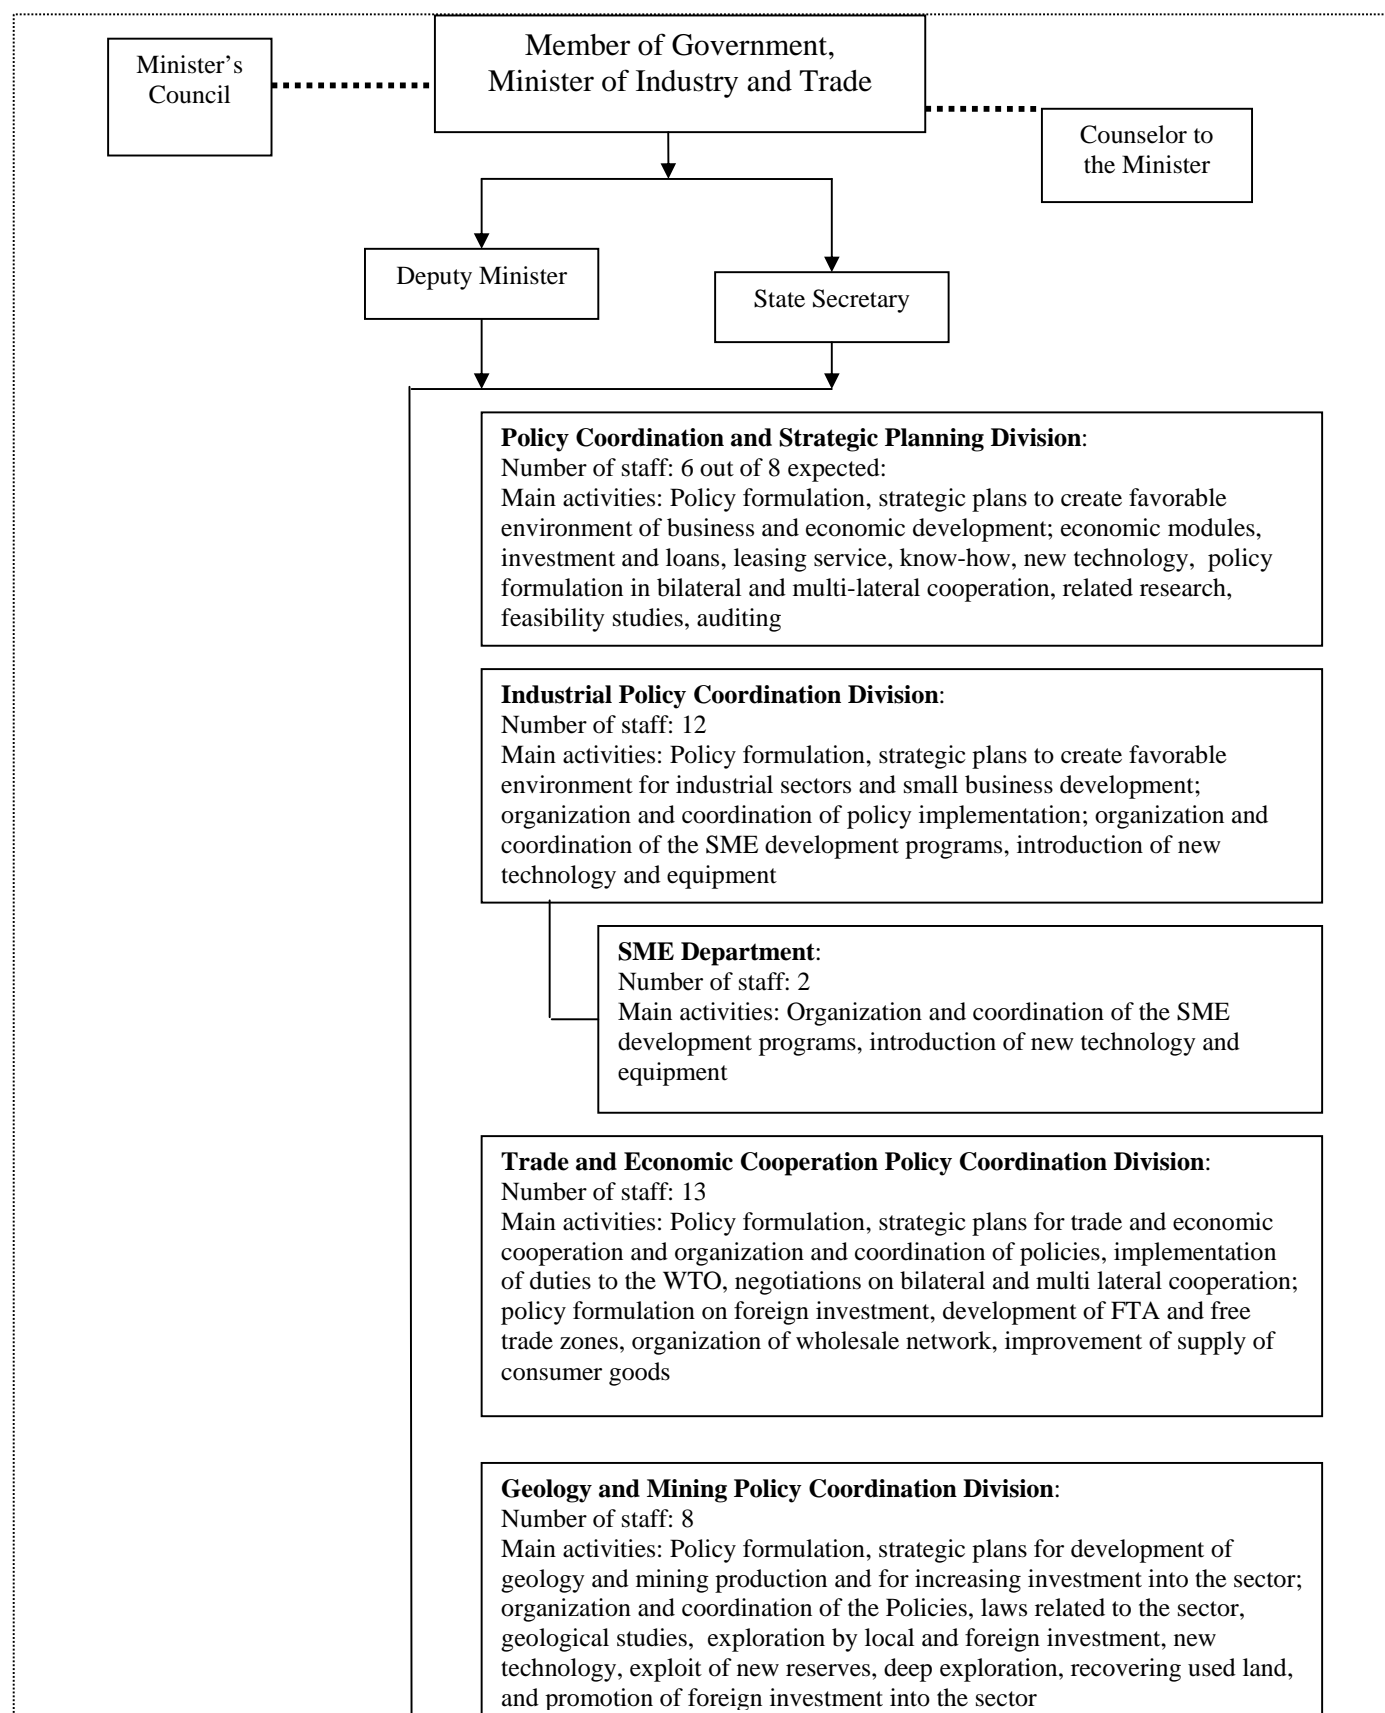 Member of Government,
Minister of Industry and Trade
Minister’s
Council
Counselor to
the Minister
Deputy Minister
State Secretary
Policy Coordination and Strategic Planning Division:
Number of staff: 6 out of 8 expected:
Main activities: Policy formulation, strategic plans to create favorable
environment of business and economic development; economic modules,
investment and loans, leasing service, know-how, new technology, policy
formulation in bilateral and multi-lateral cooperation, related research,
feasibility studies, auditing
Industrial Policy Coordination Division:
Number of staff: 12
Main activities: Policy formulation, strategic plans to create favorable
environment for industrial sectors and small business development;
organization and coordination of policy implementation; organization and
coordination of the SME development programs, introduction of new
technology and equipment
SME Department:
Number of staff: 2
Main activities: Organization and coordination of the SME
development programs, introduction of new technology and
equipment
Trade and Economic Cooperation Policy Coordination Division:
Number of staff: 13
Main activities: Policy formulation, strategic plans for trade and economic
cooperation and organization and coordination of policies, implementation
of duties to the WTO, negotiations on bilateral and multi lateral cooperation;
policy formulation on foreign investment, development of FTA and free
trade zones, organization of wholesale network, improvement of supply of
consumer goods
Geology and Mining Policy Coordination Division:
Number of staff: 8
Main activities: Policy formulation, strategic plans for development of
geology and mining production and for increasing investment into the sector;
organization and coordination of the Policies, laws related to the sector,
geological studies, exploration by local and foreign investment, new
technology, exploit of new reserves, deep exploration, recovering used land,
and promotion of foreign investment into the sector